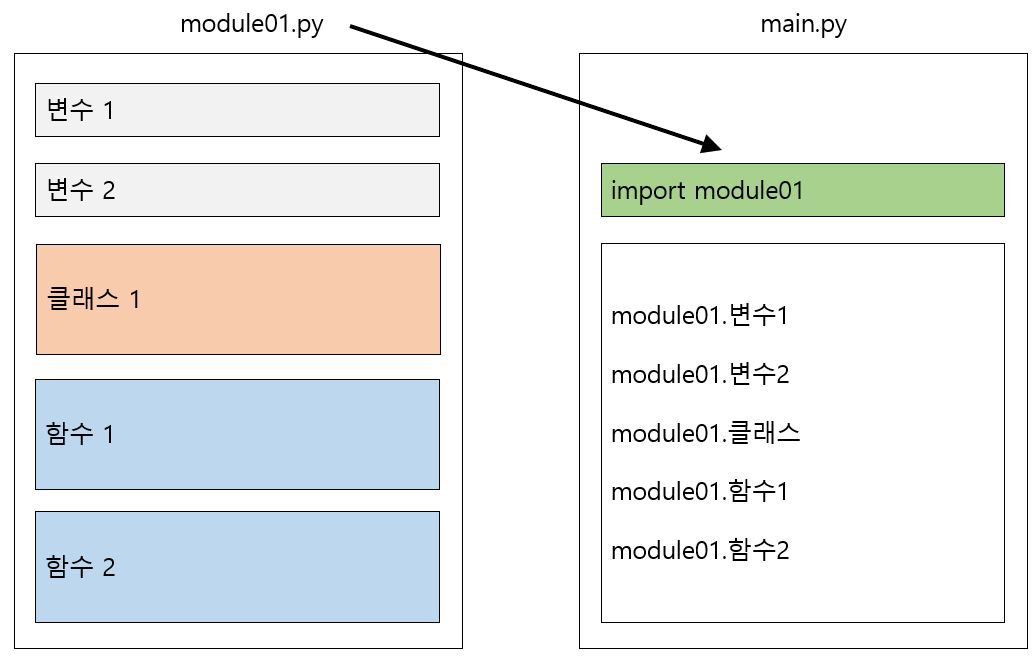 module01.py
변수 1
변수 2
클래스 1
함수 1
함수 2
main.py
import module01
module01.변수1
module01.변수2
module01.클래스
module01.함수1
module01.함수2